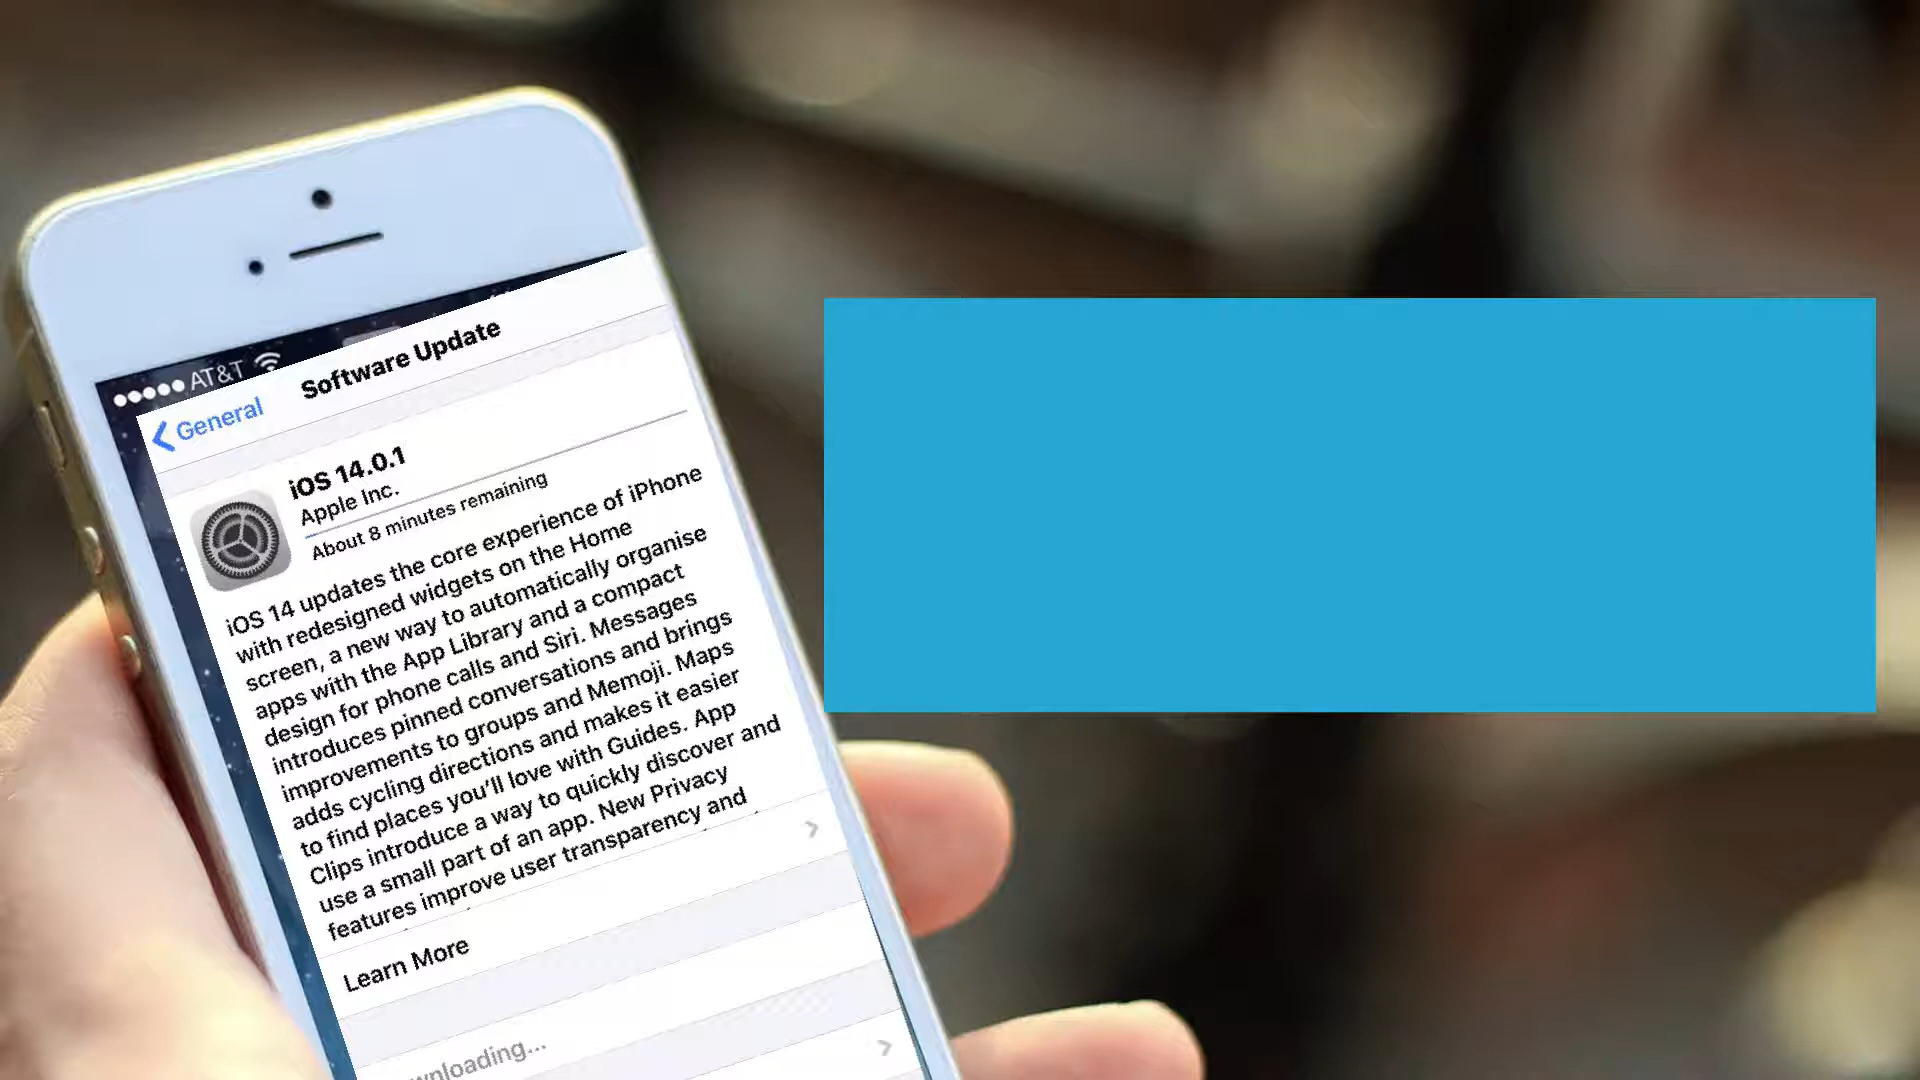 AT&T
General
Software Update
iOS 14.0.1
Apple Inc.
About 8 minutes remaining
iOS 14 updates the core experience of iPhone
with redesigned widgets on the Home
screen, a new way to automatically organise
apps with the App Library and a compact
design for phone calls and Siri. Messages
introduces pinned conversations and brings
improvements to groups and Memoji. Maps
adds cycling directions and makes it easier
to find places you’ll love with Guides. App
Clips introduce a way to quickly discover and
use a small part of an app. New Privacy
features improve user transparency and
Learn More